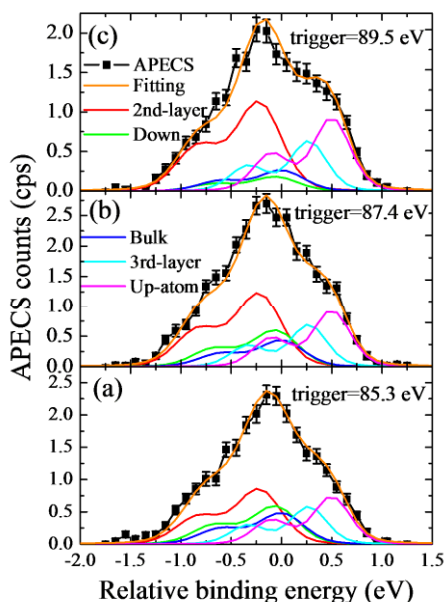 (c)
trigger=89.5 eV
APECS
Fitting
2nd-layer
Down
2.0
1.5
1.0
0.5
0.0
(b)
trigger=87.4 eV
Bulk
3rd-layer
Up-atom
2.5
2.0
1.5
1.0
0.5
0.0
(a)
trigger=85.3 eV
2.5
2.0
1.5
1.0
0.5
0.0
APECS counts (cps)
-2.0 -1.5 -1.0 -0.5 0.0 0.5 1.0 1.5
Relative binding energy (eV)